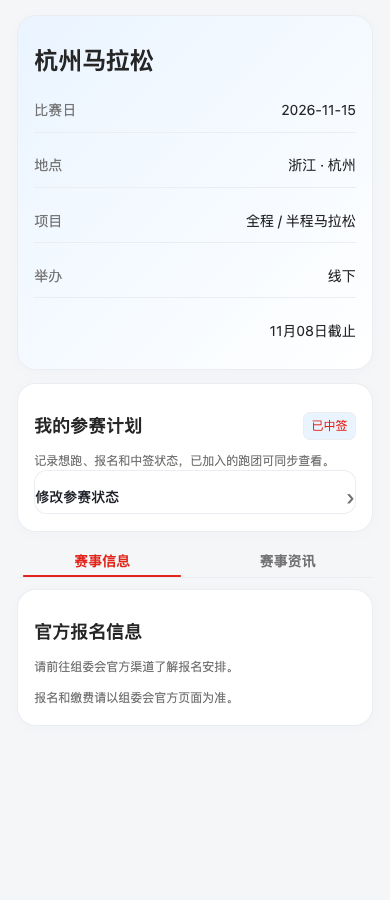 杭州马拉松
比赛日 2026-11-15
地点 浙江 · 杭州
项目 全程 / 半程马拉松
举办 线下
11月08日截止
我的参赛计划 已中签
记录想跑、报名和中签状态，已加入的跑团可同步查看。
修改参赛状态 ›
赛事信息 赛事资讯
官方报名信息
请前往组委会官方渠道了解报名安排。
报名和缴费请以组委会官方页面为准。